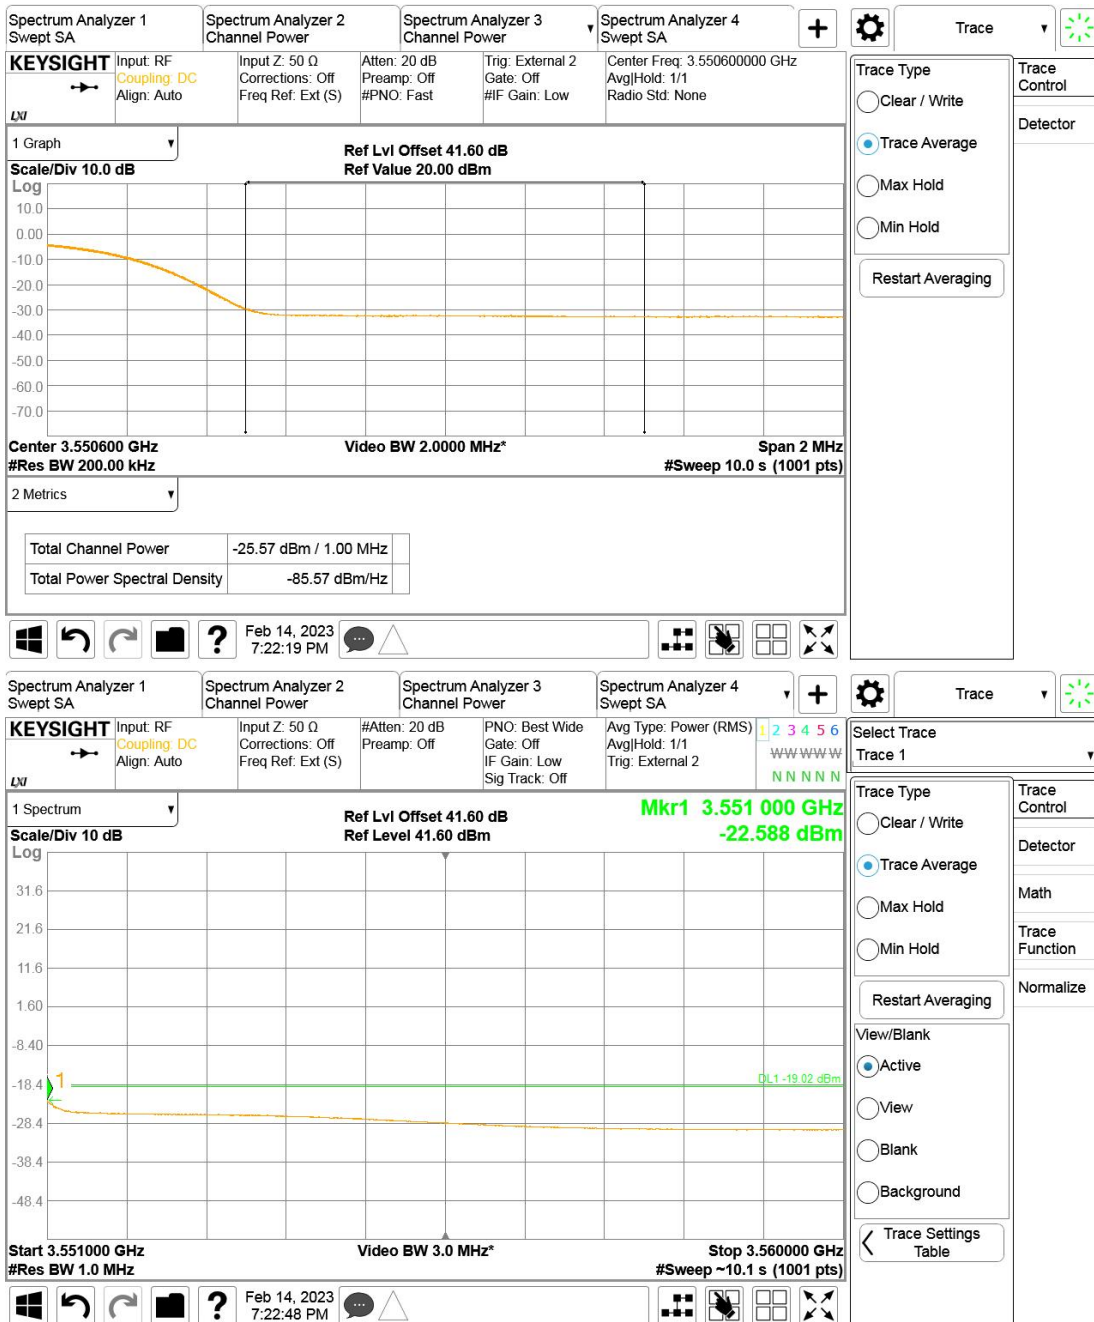 Spectrum Analyzer 1
Swept SA
Spectrum Analyzer 2
Channel Power
Spectrum Analyzer 3
Channel Power
Spectrum Analyzer 4
Swept SA
Trace
KEYSIGHT
LXI
Input: RF
Coupling: DC
Align: Auto
Input Z: 50 Ω
Corrections: Off
Freq Ref: Ext (S)
Atten: 20 dB
Preamp: Off
#PNO: Fast
Trig: External 2
Gate: Off
#IF Gain: Low
Center Freq: 3.550600000 GHz
Avg|Hold: 1/1
Radio Std: None
Trace Type
Clear / Write
Trace Average
Max Hold
Min Hold
Restart Averaging
Trace
Control
Detector
1 Graph
Scale/Div 10.0 dB
Ref Lvl Offset 41.60 dB
Ref Value 20.00 dBm
Log
10.0
0.00
-10.0
-20.0
-30.0
-40.0
-50.0
-60.0
-70.0
Center 3.550600 GHz
#Res BW 200.00 kHz
Video BW 2.0000 MHz*
Span 2 MHz
#Sweep 10.0 s (1001 pts)
2 Metrics
Total Channel Power -25.57 dBm / 1.00 MHz
Total Power Spectral Density -85.57 dBm/Hz
?
Feb 14, 2023
7:22:19 PM
Spectrum Analyzer 1
Swept SA
Spectrum Analyzer 2
Channel Power
Spectrum Analyzer 3
Channel Power
Spectrum Analyzer 4
Swept SA
Trace
KEYSIGHT
LXI
Input: RF
Coupling: DC
Align: Auto
Input Z: 50 Ω
Corrections: Off
Freq Ref: Ext (S)
#Atten: 20 dB
Preamp: Off
PNO: Best Wide
Gate: Off
IF Gain: Low
Sig Track: Off
Avg Type: Power (RMS)
Avg|Hold: 1/1
Trig: External 2
1 2 3 4 5 6
W W W W W
N N N N N
Select Trace
Trace 1
Trace Type
Clear / Write
Trace Average
Max Hold
Min Hold
Restart Averaging
View/Blank
Active
View
Blank
Background
Trace Settings
Table
Trace
Control
Detector
Math
Trace
Function
Normalize
1 Spectrum
Scale/Div 10 dB
Ref Lvl Offset 41.60 dB
Ref Level 41.60 dBm
Mkr1 3.551 000 GHz
-22.588 dBm
Log
31.6
21.6
11.6
1.60
-8.40
-18.4
-28.4
-38.4
-48.4
1
DL1 -19.02 dBm
Start 3.551000 GHz
#Res BW 1.0 MHz
Video BW 3.0 MHz*
Stop 3.560000 GHz
#Sweep ~10.1 s (1001 pts)
?
Feb 14, 2023
7:22:48 PM